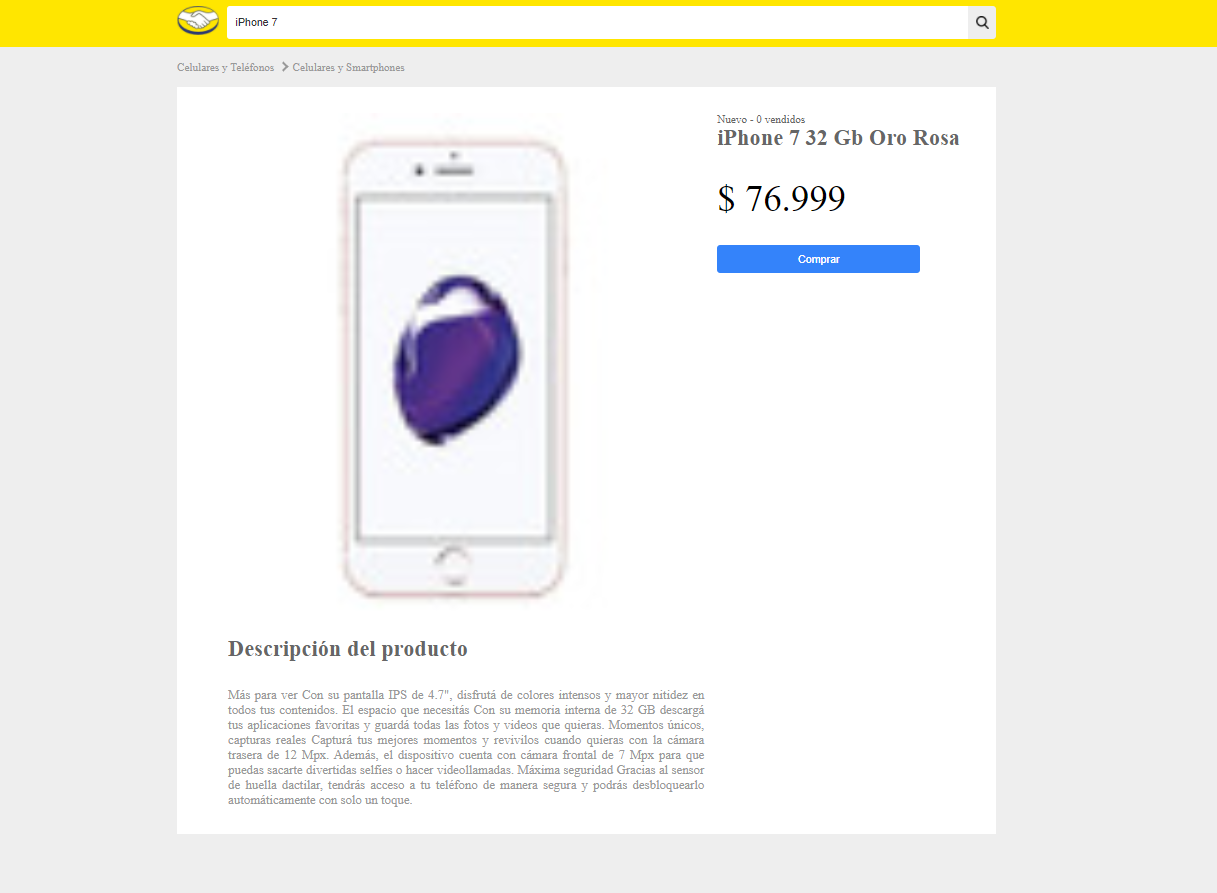 iPhone 7
Celulares y Teléfonos > Celulares y Smartphones
Nuevo - 0 vendidos
iPhone 7 32 Gb Oro Rosa
$ 76.999
Comprar
Descripción del producto
Más para ver Con su pantalla IPS de 4.7", disfrutá de colores intensos y mayor nitidez en
todos tus contenidos. El espacio que necesitás Con su memoria interna de 32 GB descargá
tus aplicaciones favoritas y guardá todas las fotos y videos que quieras. Momentos únicos,
capturas reales Capturá tus mejores momentos y revivilos cuando quieras con la cámara
trasera de 12 Mpx. Además, el dispositivo cuenta con cámara frontal de 7 Mpx para que
puedas sacarte divertidas selfies o hacer videollamadas. Máxima seguridad Gracias al sensor
de huella dactilar, tendrás acceso a tu teléfono de manera segura y podrás desbloquearlo
automáticamente con solo un toque.